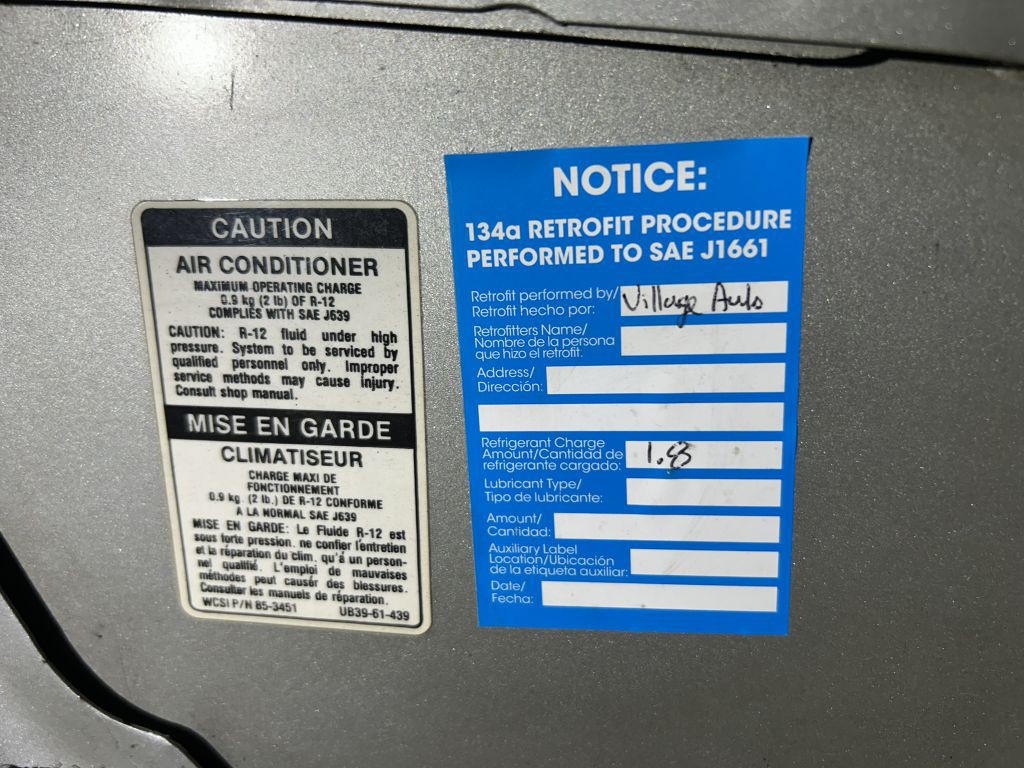 CAUTION
AIR CONDITIONER
MAXIMUM OPERATING CHARGE
0.9 kg (2 lb) OF R-12
COMPLIES WITH SAE J639
CAUTION: R-12 fluid under high
pressure. System to be serviced by
qualified personnel only. Improper
service methods may cause injury.
Consult shop manual.
MISE EN GARDE
CLIMATISEUR
CHARGE MAXI DE
FONCTIONNEMENT
0.9 kg. (2 lb.) DE R-12 CONFORME
A LA NORMAL SAE J639
MISE EN GARDE: Le Fluide R-12 est
sous forte pression. ne confier l'entretien
et la réparation du clim. qu'à un person-
nel qualifié. L'emploi de mauvaises
méthodes peut causér des blessures.
Consulter les manuels de réparation.
WCSI P/N 85-3451 UB39-61-439
NOTICE:
134a RETROFIT PROCEDURE
PERFORMED TO SAE J1661
Retrofit performed by/
Retrofit hecho por: Village Auto
Retrofitters Name/
Nombre de la persona
que hizo el retrofit.
Address/
Dirección:
Refrigerant Charge
Amount/Cantidad de
refrigerante cargado: 1.8
Lubricant Type/
Tipo de lubricante:
Amount/
Cantidad:
Auxiliary Label
Location/Ubicación
de la etiqueta auxiliar:
Date/
Fecha: